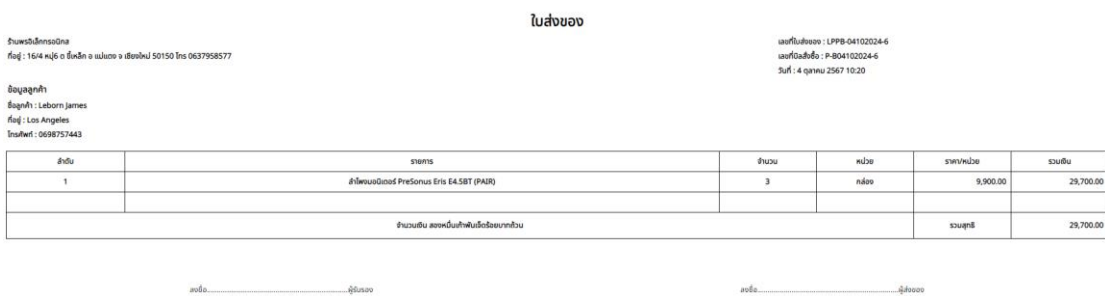 ใบส่งของ
ร้านพรอิเล็กทรอนิกส
ที่อยู่ : 16/4 หมู่6 ต ขี้เหล็ก อ แม่แตง จ เชียงใหม่ 50150 โทร 0637958577
เลขที่ใบส่งของ : LPPB-04102024-6
เลขที่บิลสั่งซื้อ : P-B04102024-6
วันที่ : 4 ตุลาคม 2567 10:20
ข้อมูลลูกค้า
ชื่อลูกค้า : Leborn James
ที่อยู่ : Los Angeles
โทรศัพท์ : 0698757443
ลำดับ รายการ จำนวน หน่วย ราคา/หน่วย รวมเงิน
1 ลำโพงมอนิเตอร์ PreSonus Eris E4.5BT (PAIR) 3 กล่อง 9,900.00 29,700.00
จำนวนเงิน สองหมื่นเก้าพันเจ็ดร้อยบาทถ้วน รวมสุทธิ 29,700.00
ลงชื่อ............................................................ผู้รับรอง
ลงชื่อ............................................................ผู้ส่งของ